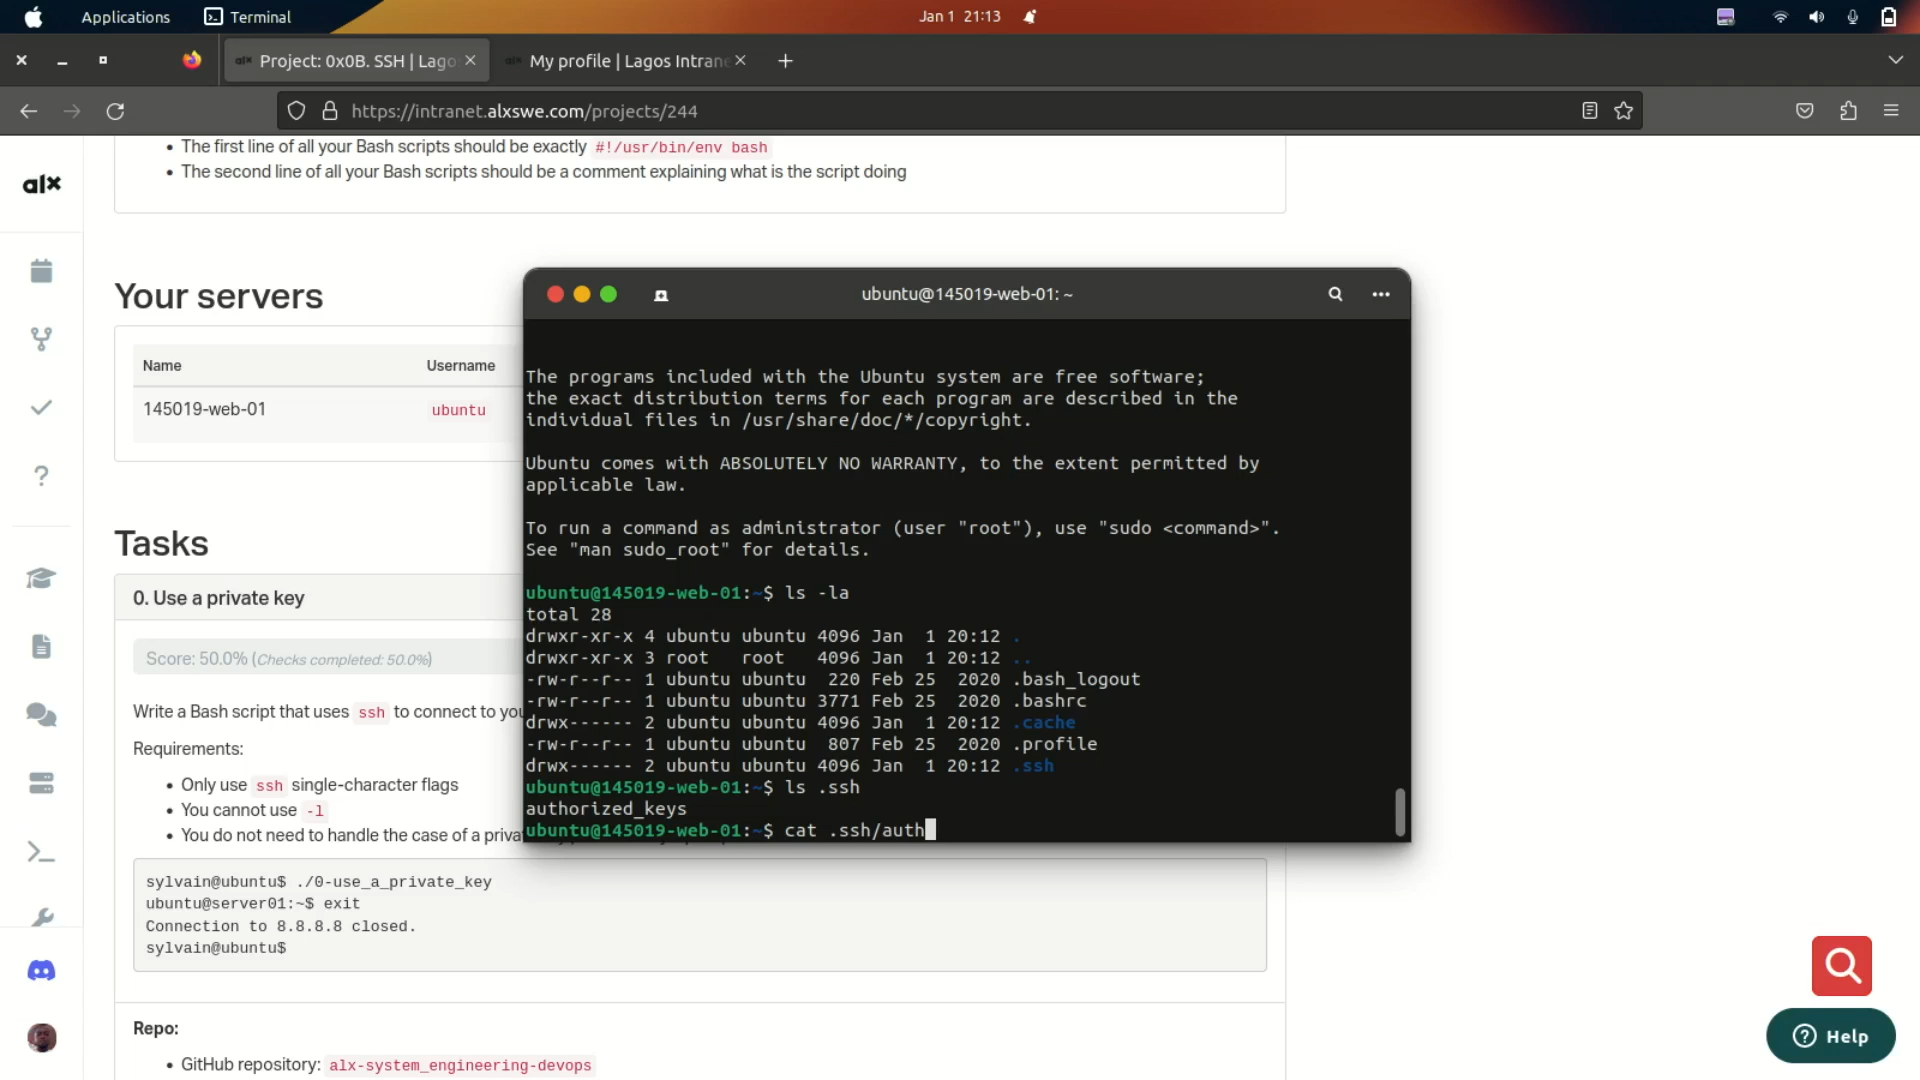 Applications
Terminal
Jan 1 21:13
Project: 0x0B. SSH | Lago
My profile | Lagos Intrane
https://intranet.alxswe.com/projects/244
The first line of all your Bash scripts should be exactly #!/usr/bin/env bash
The second line of all your Bash scripts should be a comment explaining what is the script doing
alx
Your servers
Name Username
145019-web-01 ubuntu
Tasks
0. Use a private key
Score: 50.0% (Checks completed: 50.0%)
Write a Bash script that uses ssh to connect to you
Requirements:
Only use ssh single-character flags
You cannot use -l
You do not need to handle the case of a priva
sylvain@ubuntu$ ./0-use_a_private_key
ubuntu@server01:~$ exit
Connection to 8.8.8.8 closed.
sylvain@ubuntu$
Repo:
GitHub repository: alx-system_engineering-devops
ubuntu@145019-web-01: ~
The programs included with the Ubuntu system are free software;
the exact distribution terms for each program are described in the
individual files in /usr/share/doc/*/copyright.
Ubuntu comes with ABSOLUTELY NO WARRANTY, to the extent permitted by
applicable law.
To run a command as administrator (user "root"), use "sudo <command>".
See "man sudo_root" for details.
ubuntu@145019-web-01:~$ ls -la
total 28
drwxr-xr-x 4 ubuntu ubuntu 4096 Jan  1 20:12 .
drwxr-xr-x 3 root   root   4096 Jan  1 20:12 ..
-rw-r--r-- 1 ubuntu ubuntu  220 Feb 25  2020 .bash_logout
-rw-r--r-- 1 ubuntu ubuntu 3771 Feb 25  2020 .bashrc
drwx------ 2 ubuntu ubuntu 4096 Jan  1 20:12 .cache
-rw-r--r-- 1 ubuntu ubuntu  807 Feb 25  2020 .profile
drwx------ 2 ubuntu ubuntu 4096 Jan  1 20:12 .ssh
ubuntu@145019-web-01:~$ ls .ssh
authorized_keys
ubuntu@145019-web-01:~$ cat .ssh/auth
Help